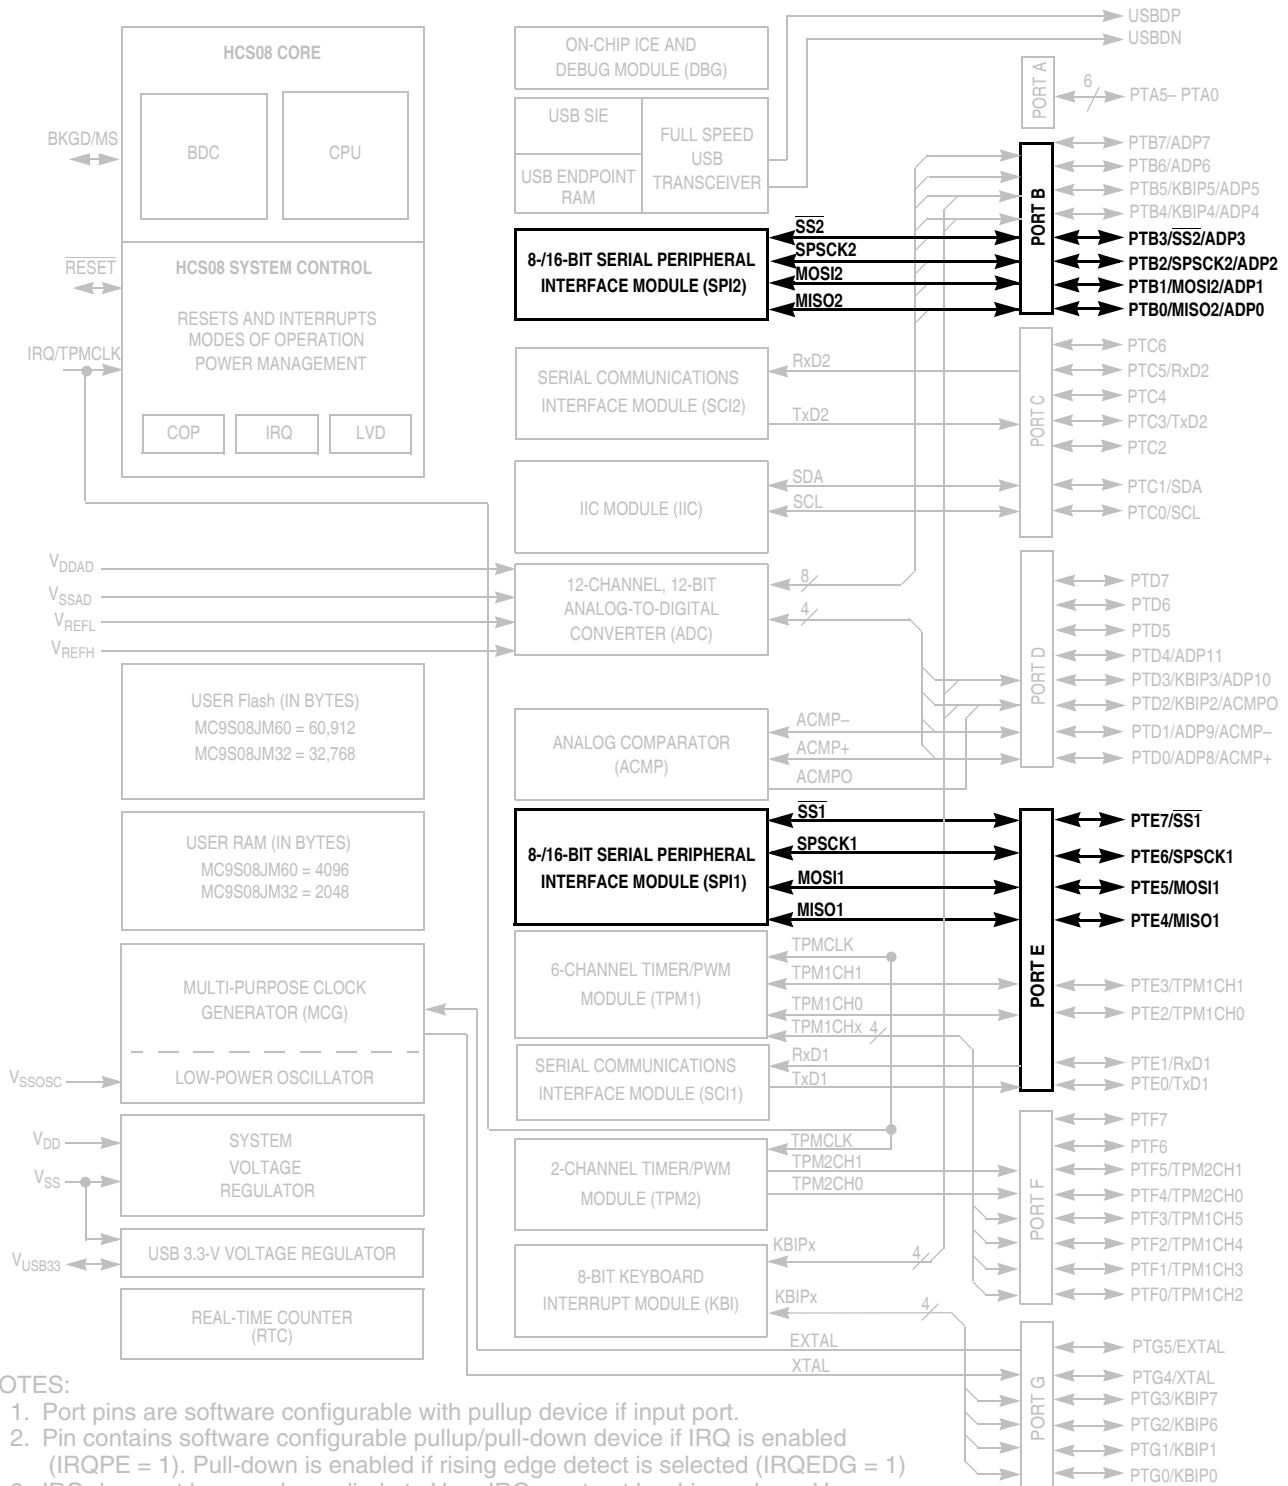 USBDP
USBDN
HCS08 CORE
ON-CHIP ICE AND
DEBUG MODULE (DBG)
PORT A
6
PTA5– PTA0
USB SIE
FULL SPEED
USB
TRANSCEIVER
USB ENDPOINT
RAM
BKGD/MS
BDC
CPU
PTB7/ADP7
PTB6/ADP6
PTB5/KBIP5/ADP5
PTB4/KBIP4/ADP4
PTB3/SS2/ADP3
PTB2/SPSCK2/ADP2
PTB1/MOSI2/ADP1
PTB0/MISO2/ADP0
PORT B
SS2
SPSCK2
MOSI2
MISO2
8-/16-BIT SERIAL PERIPHERAL
INTERFACE MODULE (SPI2)
RESET
HCS08 SYSTEM CONTROL
RESETS AND INTERRUPTS
MODES OF OPERATION
POWER MANAGEMENT
IRQ/TPMCLK
COP
IRQ
LVD
SERIAL COMMUNICATIONS
INTERFACE MODULE (SCI2)
RxD2
TxD2
PORT C
PTC6
PTC5/RxD2
PTC4
PTC3/TxD2
PTC2
PTC1/SDA
PTC0/SCL
IIC MODULE (IIC)
SDA
SCL
VDDAD
VSSAD
VREFL
VREFH
12-CHANNEL, 12-BIT
ANALOG-TO-DIGITAL
CONVERTER (ADC)
8
4
PORT D
PTD7
PTD6
PTD5
PTD4/ADP11
PTD3/KBIP3/ADP10
PTD2/KBIP2/ACMPO
PTD1/ADP9/ACMP–
PTD0/ADP8/ACMP+
USER Flash (IN BYTES)
MC9S08JM60 = 60,912
MC9S08JM32 = 32,768
ANALOG COMPARATOR
(ACMP)
ACMP–
ACMP+
ACMPO
USER RAM (IN BYTES)
MC9S08JM60 = 4096
MC9S08JM32 = 2048
8-/16-BIT SERIAL PERIPHERAL
INTERFACE MODULE (SPI1)
SS1
SPSCK1
MOSI1
MISO1
PORT E
PTE7/SS1
PTE6/SPSCK1
PTE5/MOSI1
PTE4/MISO1
PTE3/TPM1CH1
PTE2/TPM1CH0
PTE1/RxD1
PTE0/TxD1
MULTI-PURPOSE CLOCK
GENERATOR (MCG)
LOW-POWER OSCILLATOR
VSSOSC
6-CHANNEL TIMER/PWM
MODULE (TPM1)
TPMCLK
TPM1CH1
TPM1CH0
TPM1CHx
4
SERIAL COMMUNICATIONS
INTERFACE MODULE (SCI1)
RxD1
TxD1
VDD
VSS
SYSTEM
VOLTAGE
REGULATOR
2-CHANNEL TIMER/PWM
MODULE (TPM2)
TPMCLK
TPM2CH1
TPM2CH0
PORT F
PTF7
PTF6
PTF5/TPM2CH1
PTF4/TPM2CH0
PTF3/TPM1CH5
PTF2/TPM1CH4
PTF1/TPM1CH3
PTF0/TPM1CH2
VUSB33
USB 3.3-V VOLTAGE REGULATOR
REAL-TIME COUNTER
(RTC)
8-BIT KEYBOARD
INTERRUPT MODULE (KBI)
KBIPx
4
KBIPx
4
EXTAL
XTAL
PORT G
PTG5/EXTAL
PTG4/XTAL
PTG3/KBIP7
PTG2/KBIP6
PTG1/KBIP1
PTG0/KBIP0
OTES:
1. Port pins are software configurable with pullup device if input port.
2. Pin contains software configurable pullup/pull-down device if IRQ is enabled
(IRQPE = 1). Pull-down is enabled if rising edge detect is selected (IRQEDG = 1)